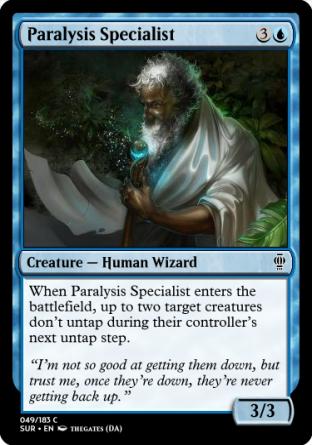 Paralysis Specialist 3
Creature — Human Wizard
When Paralysis Specialist enters the
battlefield, up to two target creatures
don't untap during their controller's
next untap step.
"I'm not so good at getting them down, but
trust me, once they're down, they're never
getting back up."
3/3
049/183 C
SUR • EN THEGATES (DA)